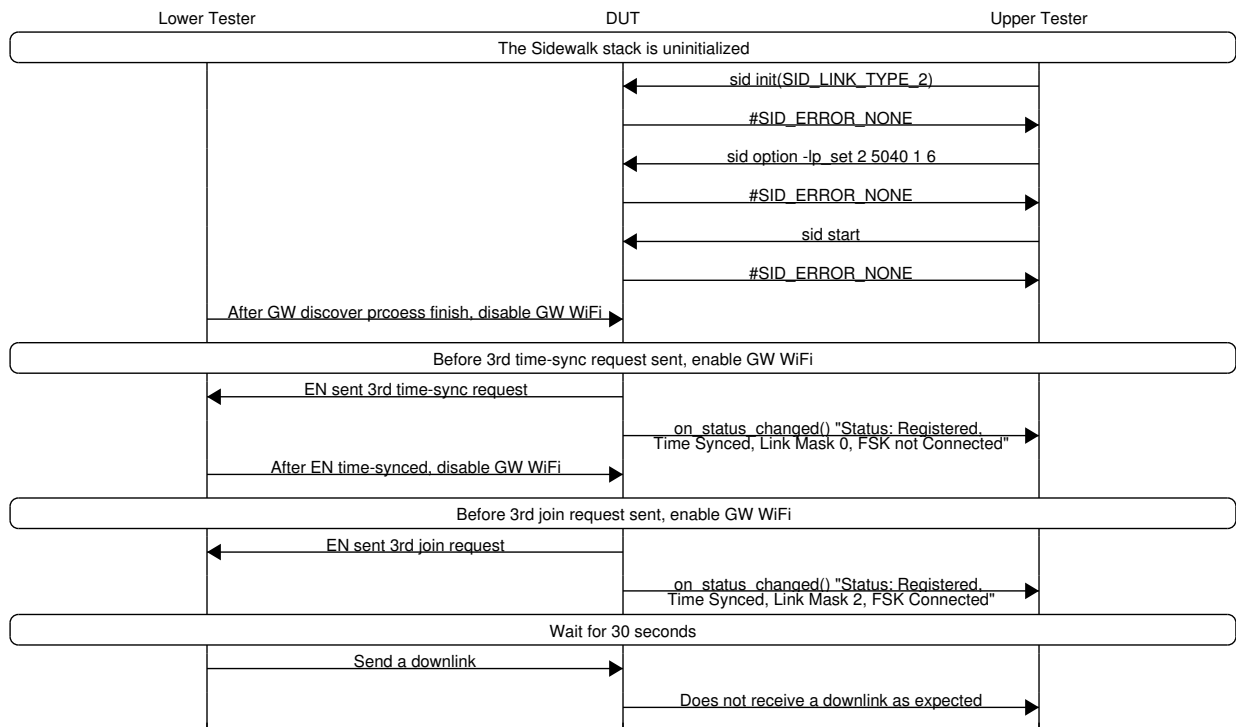 Lower Tester DUT Upper Tester
The Sidewalk stack is uninitialized
sid init(SID_LINK_TYPE_2)
#SID_ERROR_NONE
sid option -lp_set 2 5040 1 6
#SID_ERROR_NONE
sid start
#SID_ERROR_NONE
After GW discover prcoess finish, disable GW WiFi
Before 3rd time-sync request sent, enable GW WiFi
EN sent 3rd time-sync request
on_status_changed() "Status: Registered,
Time Synced, Link Mask 0, FSK not Connected"
After EN time-synced, disable GW WiFi
Before 3rd join request sent, enable GW WiFi
EN sent 3rd join request
on_status_changed() "Status: Registered,
Time Synced, Link Mask 2, FSK Connected"
Wait for 30 seconds
Send a downlink
Does not receive a downlink as expected